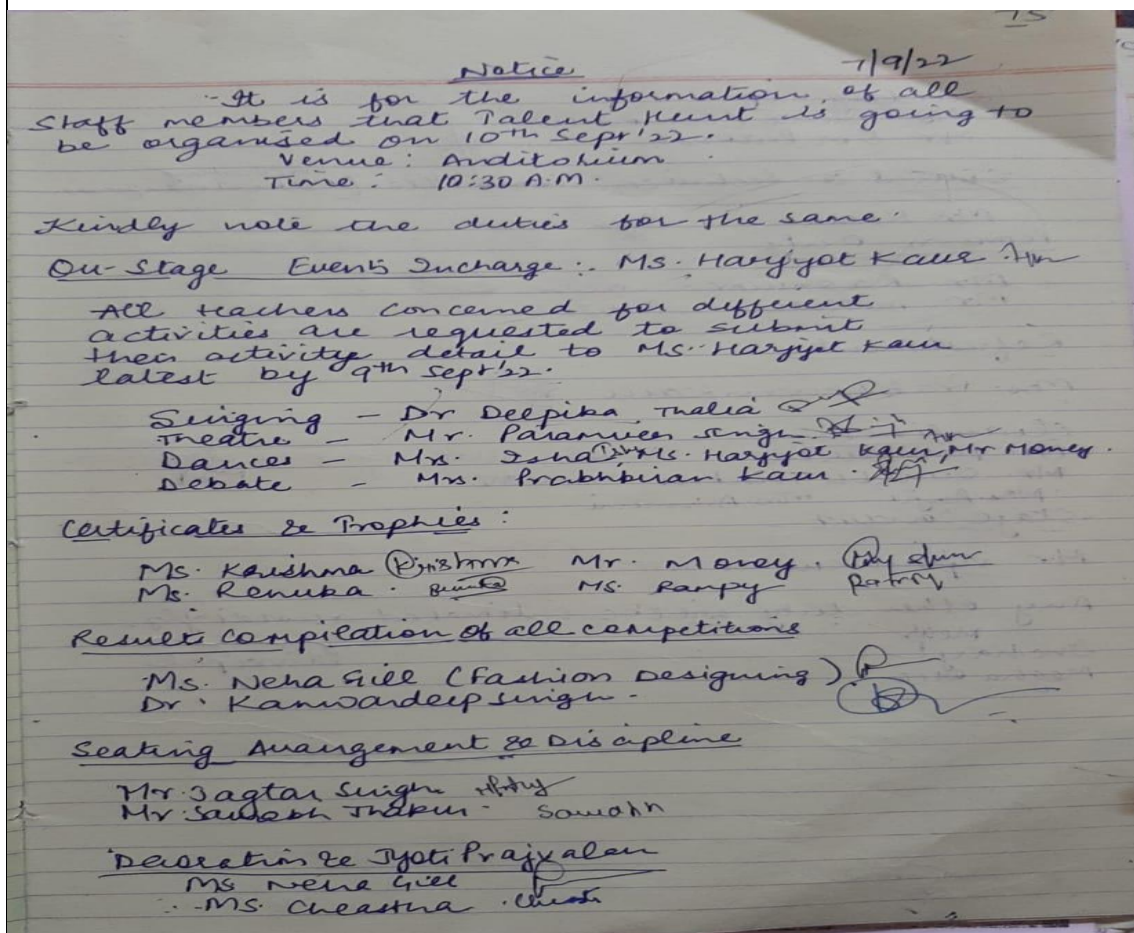 15
Notice 7/9/22
It is for the information of all
Staff members that Talent Hunt is going to
be organised on 10th Sept'22.
Venue: Auditorium
Time: 10:30 A.M.
Kindly note the duties for the same.
On-Stage Events Incharge:. Ms. Harjyot Kaur
All teachers concerned for different
activities are requested to submit
their activity detail to Ms. Harjyot Kaur
latest by 9th Sept'22.
Singing - Dr Deepika Thalia
Theatre - Mr. Paramveer Singh
Dances - Mrs. Isha, Ms. Harjyot Kaur, Mr Money.
Debate - Mrs. Prabhkiran Kaur.
Certificates & Trophies:
Ms. Karishma Krishma Mr. Money.
Ms. Renuka. Ms. Rampy
Result compilation of all competitions
Ms. Neha Gill (Fashion Designing)
Dr. Kanwardeep Singh.
Seating Arrangement & Discipline
Mr. Jagtar Singh
Mr. Saurabh Thakur. Saurabh
Decoration & Jyoti Prajvalan
Ms Neha Gill
Ms. Cheastha